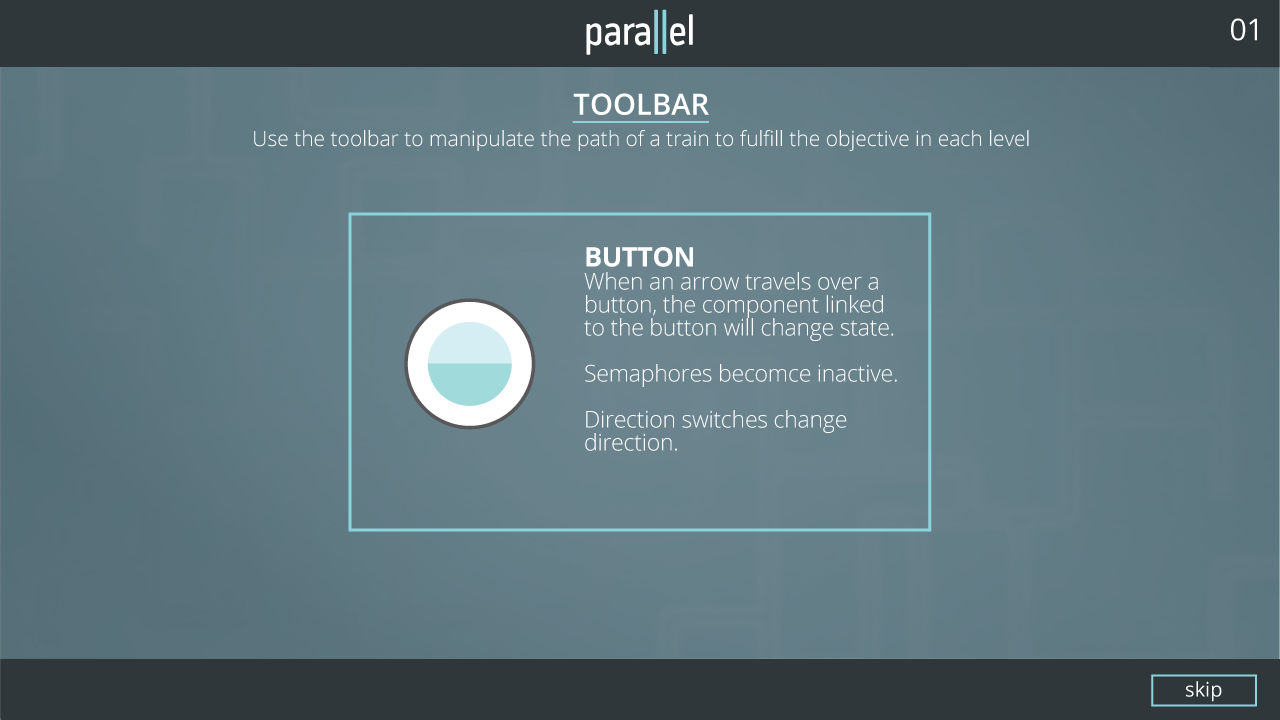 parallel
01
TOOLBAR
Use the toolbar to manipulate the path of a train to fulfill the objective in each level
BUTTON
When an arrow travels over a
button, the component linked
to the button will change state.
Semaphores becomce inactive.
Direction switches change
direction.
skip